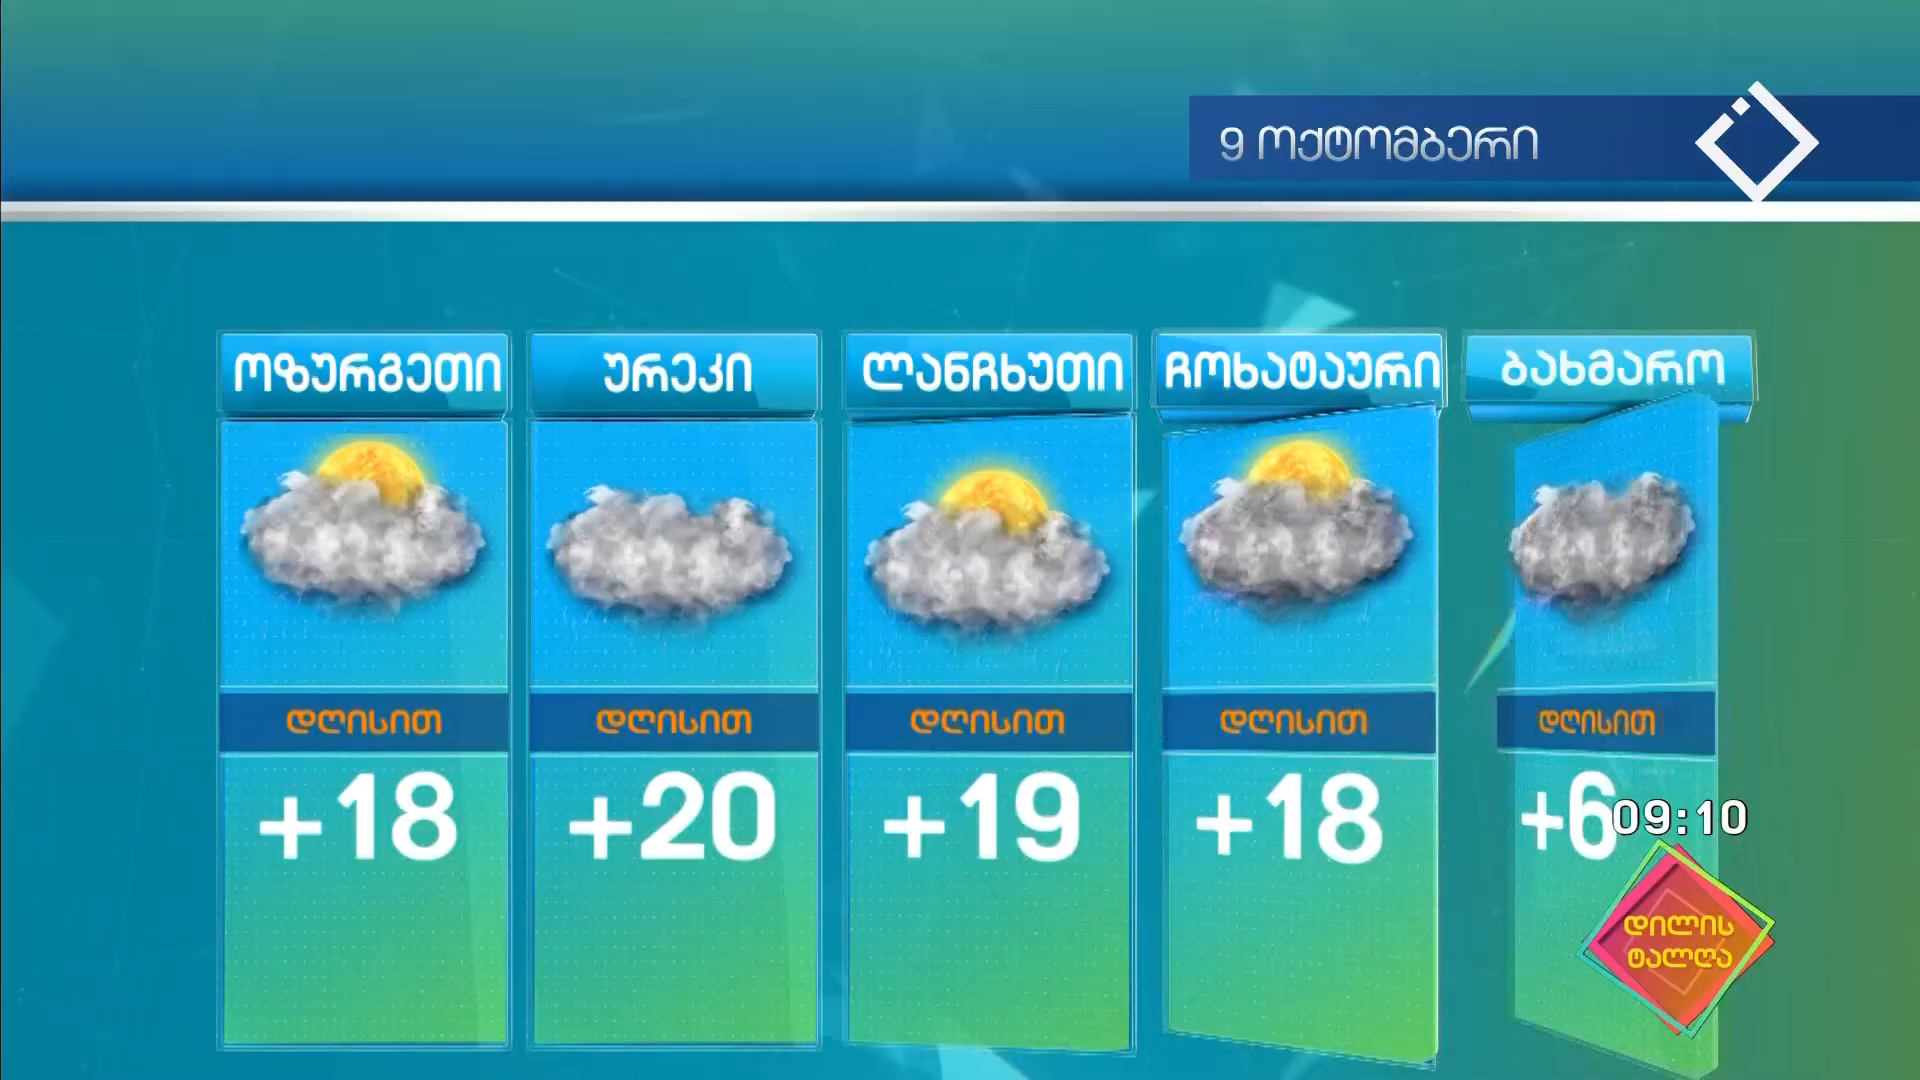 9 ოქტომბერი
ოზურგეთი
ურეკი
ლანჩხუთი
ჩოხატაური
ბახმარო
დღისით
დღისით
დღისით
დღისით
დღისით
+18
+20
+19
+18
+6
09:10
დილის
ტალღა